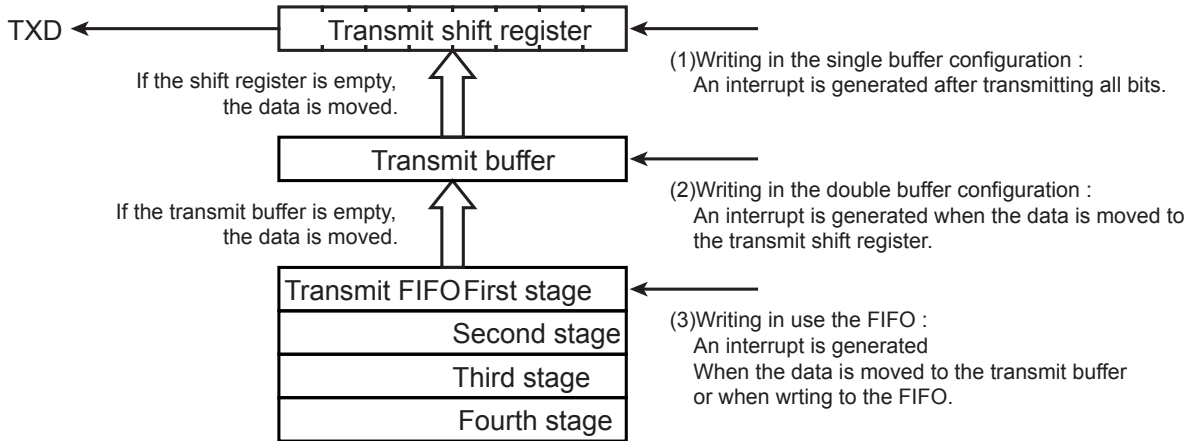 TXD
Transmit shift register
(1)Writing in the single buffer configuration :
An interrupt is generated after transmitting all bits.
If the shift register is empty,
the data is moved.
Transmit buffer
(2)Writing in the double buffer configuration :
An interrupt is generated when the data is moved to
the transmit shift register.
If the transmit buffer is empty,
the data is moved.
Transmit FIFO First stage
Second stage
Third stage
Fourth stage
(3)Writing in use the FIFO :
An interrupt is generated
When the data is moved to the transmit buffer
or when wrting to the FIFO.